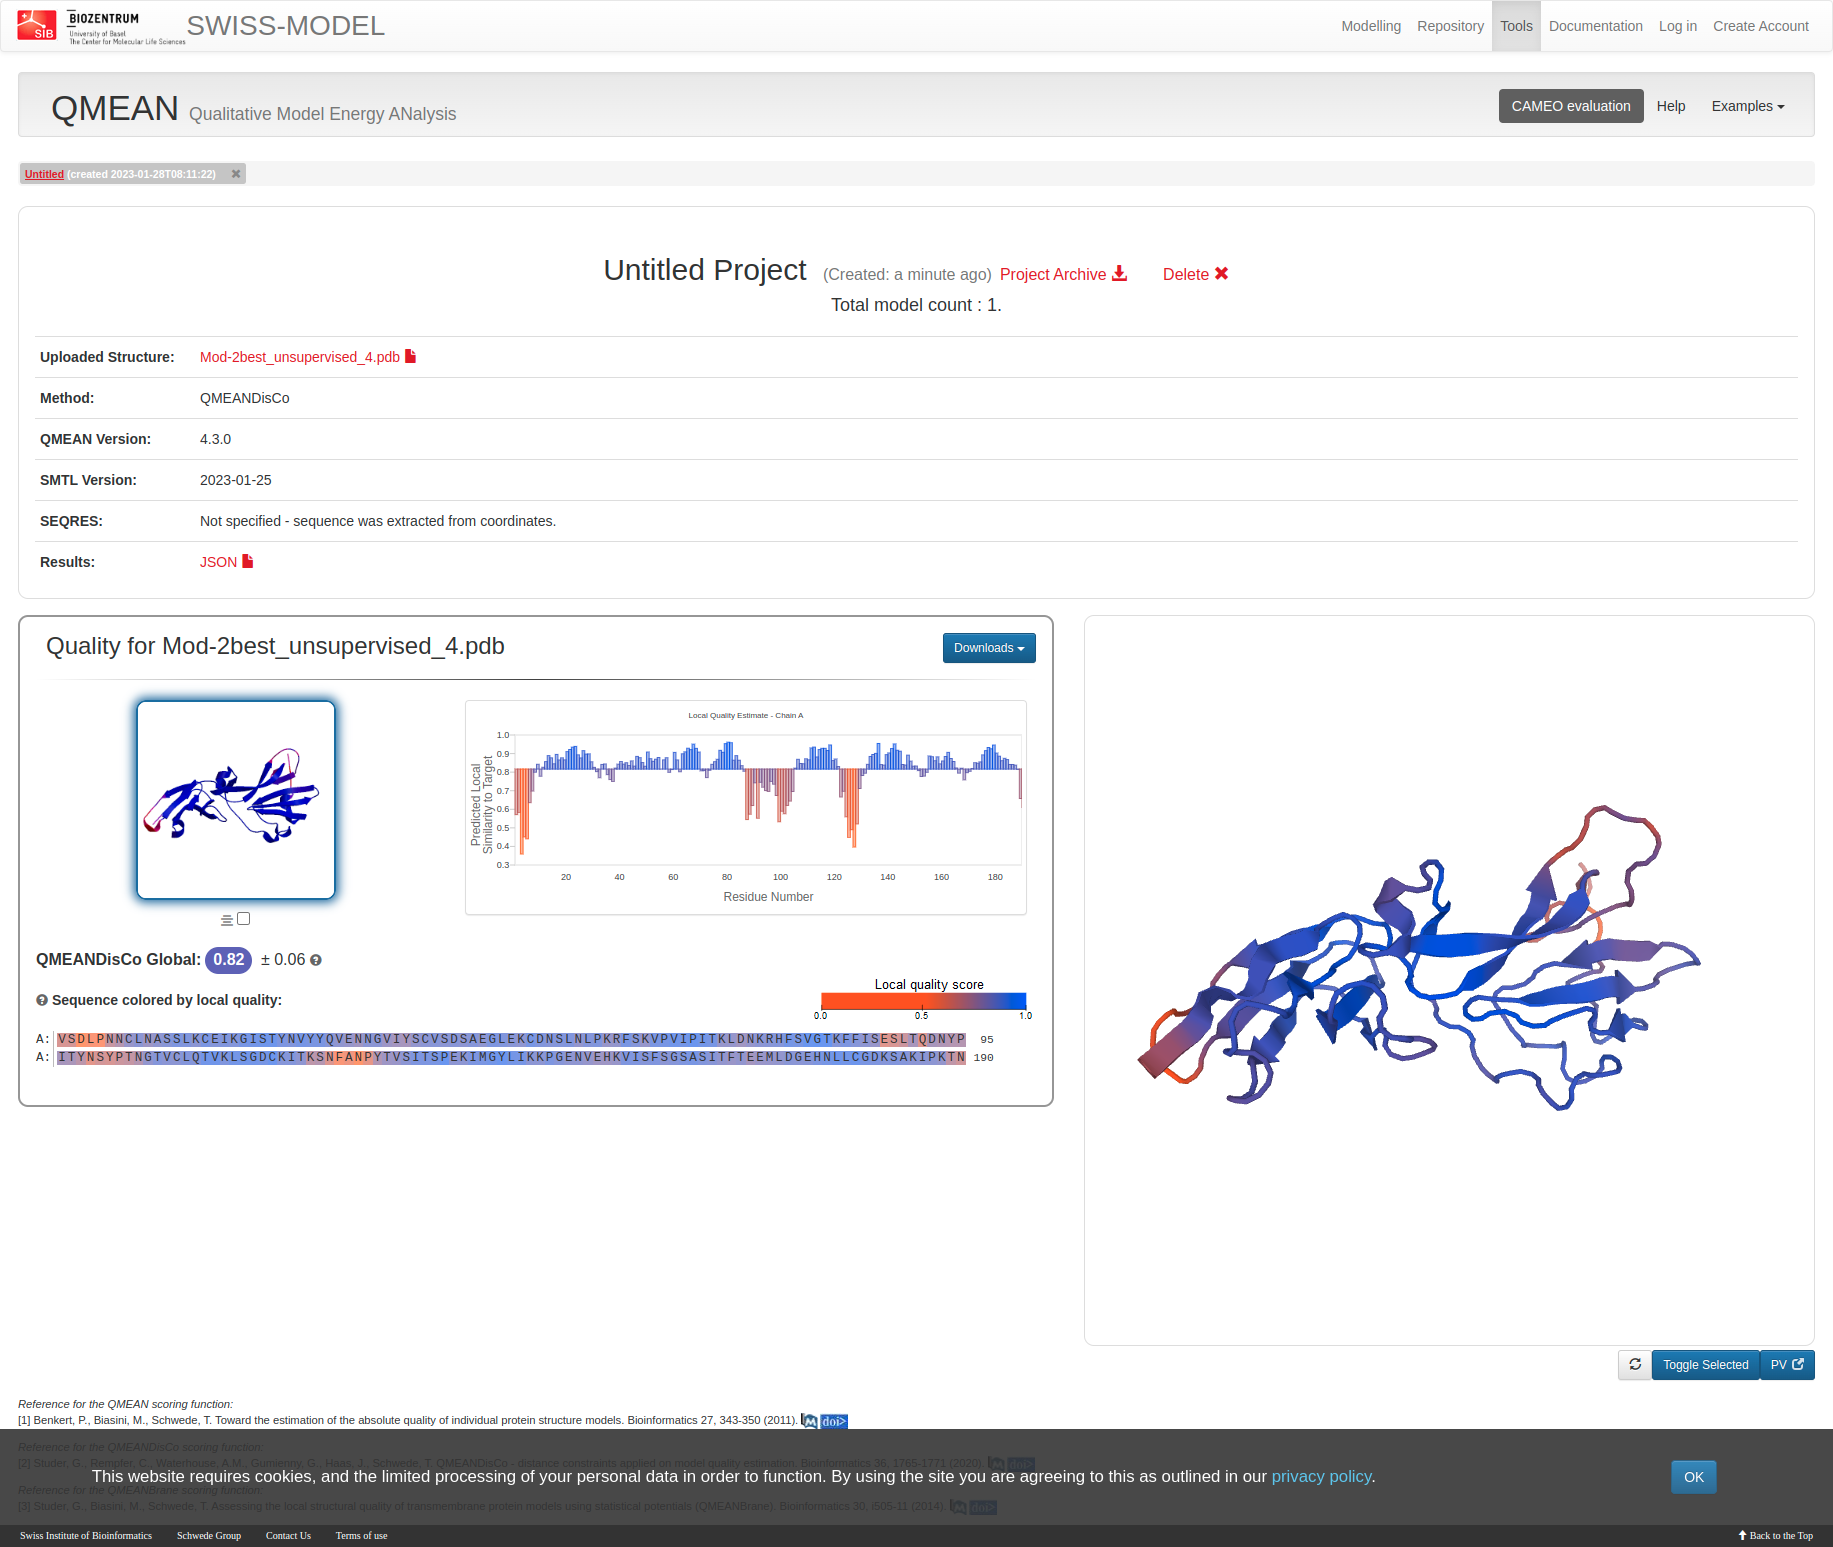 SIB
BIOZENTRUM
University of Basel
The Center for Molecular Life Sciences
SWISS-MODEL
Modelling
Repository
Tools
Documentation
Log in
Create Account
QMEAN Qualitative Model Energy ANalysis
CAMEO evaluation
Help
Examples
Untitled (created 2023-01-28T08:11:22)
Untitled Project (Created: a minute ago) Project Archive Delete
Total model count : 1.
Uploaded Structure: Mod-2best_unsupervised_4.pdb
Method: QMEANDisCo
QMEAN Version: 4.3.0
SMTL Version: 2023-01-25
SEQRES: Not specified - sequence was extracted from coordinates.
Results: JSON
Quality for Mod-2best_unsupervised_4.pdb
Downloads
Local Quality Estimate - Chain A
Predicted Local
Similarity to Target
1.0
0.9
0.8
0.7
0.6
0.5
0.4
0.3
20 40 60 80 100 120 140 160 180
Residue Number
QMEANDisCo Global: 0.82 ± 0.06
Sequence colored by local quality:
Local quality score
0.0 0.5 1.0
A: VSDLPNNCLNASSLKCEIKGISTYNVYYQVENNGVIYSCVSDSAEGLEKCDNSLNLPKRFSKVPVIPITKLDNKRHFSVGTKFFISESLTQDNYP 95
A: ITYNSYPTNGTVCLQTVKLSGDCKITKSNFANPYTVSITSPEKIMGYLIKKPGENVEHKVISFSGSASITFTEEMLDGEHNLLCGDKSAKIPKTN 190
Toggle Selected
PV
Reference for the QMEAN scoring function:
[1] Benkert, P., Biasini, M., Schwede, T. Toward the estimation of the absolute quality of individual protein structure models. Bioinformatics 27, 343-350 (2011). M doi>
Reference for the QMEANDisCo scoring function:
[2] Studer, G., Rempfer, C., Waterhouse, A.M., Gumienny, G., Haas, J., Schwede, T. QMEANDisCo - distance constraints applied on model quality estimation. Bioinformatics 36, 1765-1771 (2020). M doi>
This website requires cookies, and the limited processing of your personal data in order to function. By using the site you are agreeing to this as outlined in our privacy policy.
OK
Reference for the QMEANBrane scoring function:
[3] Studer, G., Biasini, M., Schwede, T. Assessing the local structural quality of transmembrane protein models using statistical potentials (QMEANBrane). Bioinformatics 30, i505-11 (2014). M doi>
Swiss Institute of Bioinformatics
Schwede Group
Contact Us
Terms of use
Back to the Top